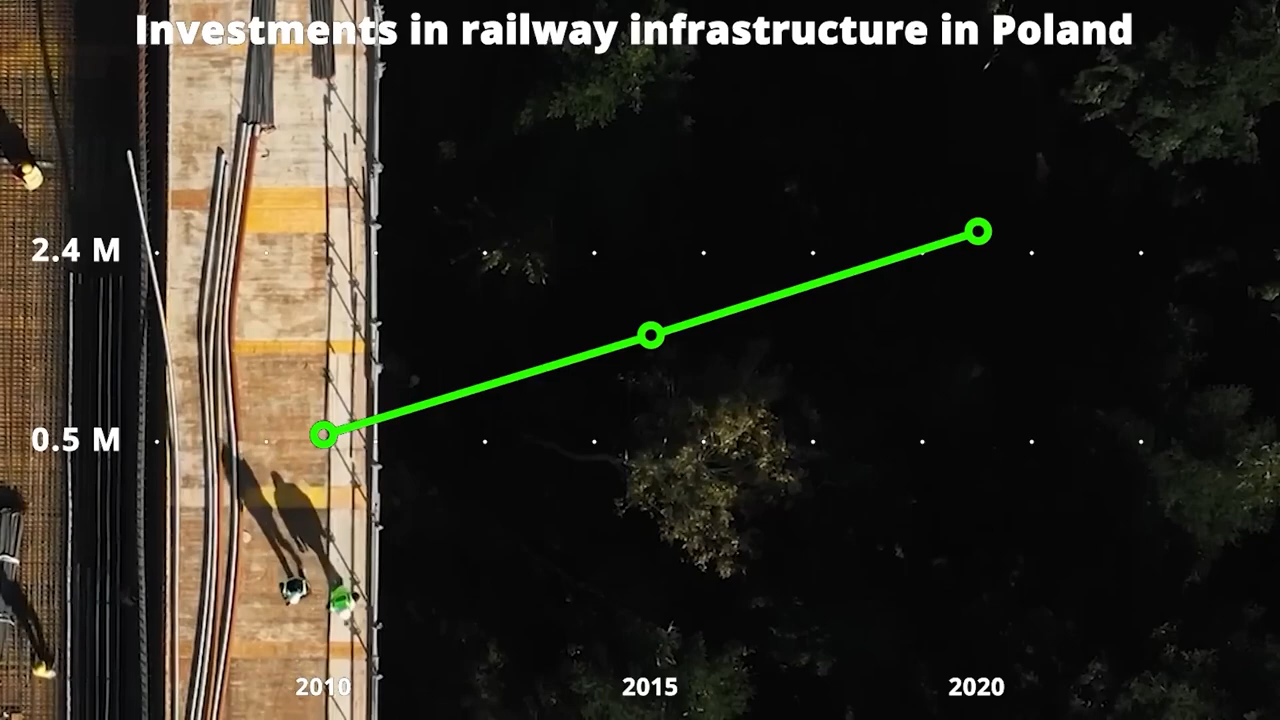 Investments in railway infrastructure in Poland
2.4 M
0.5 M
2010
2015
2020